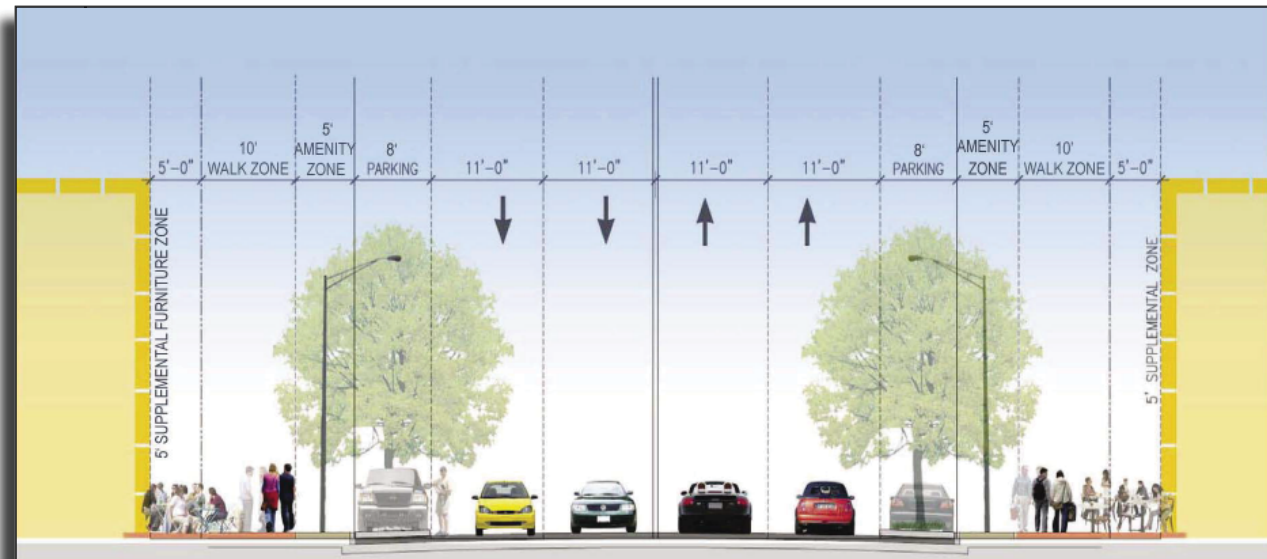 5'-0"
10'
WALK ZONE
5'
AMENITY
ZONE
8'
PARKING
11'-0"
11'-0"
11'-0"
11'-0"
8'
PARKING
5'
AMENITY
ZONE
10'
WALK ZONE
5'-0"
5' SUPPLEMENTAL FURNITURE ZONE
5' SUPPLEMENTAL ZONE